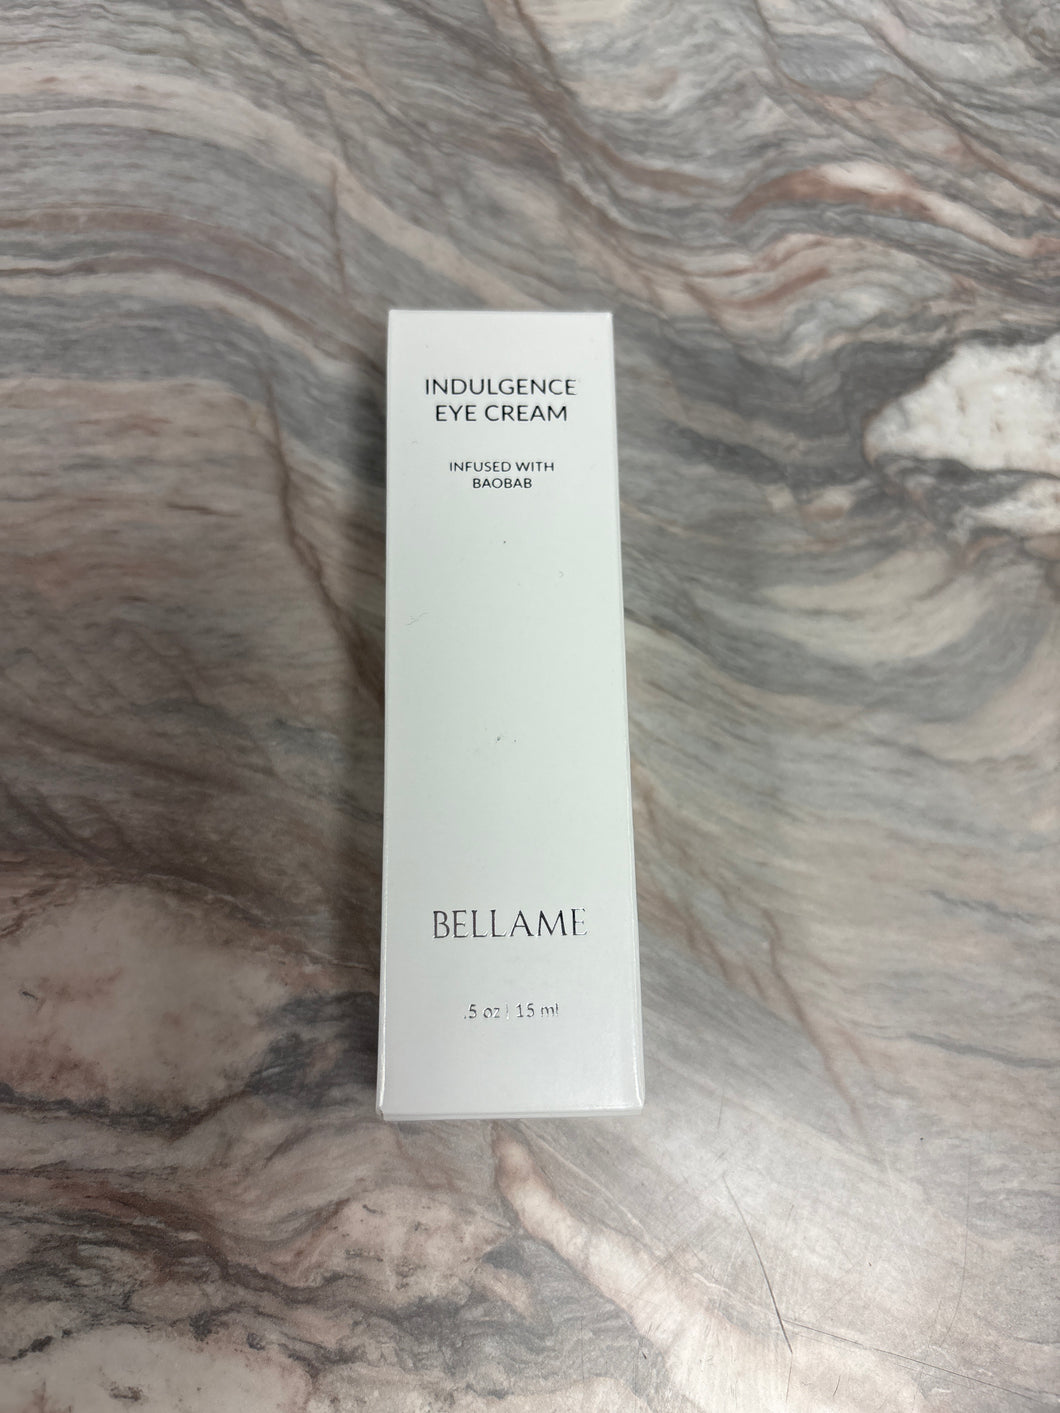 INDULGENCE
EYE CREAM
INFUSED WITH
BAOBAB
BELLAME
.5 oz | 15 ml